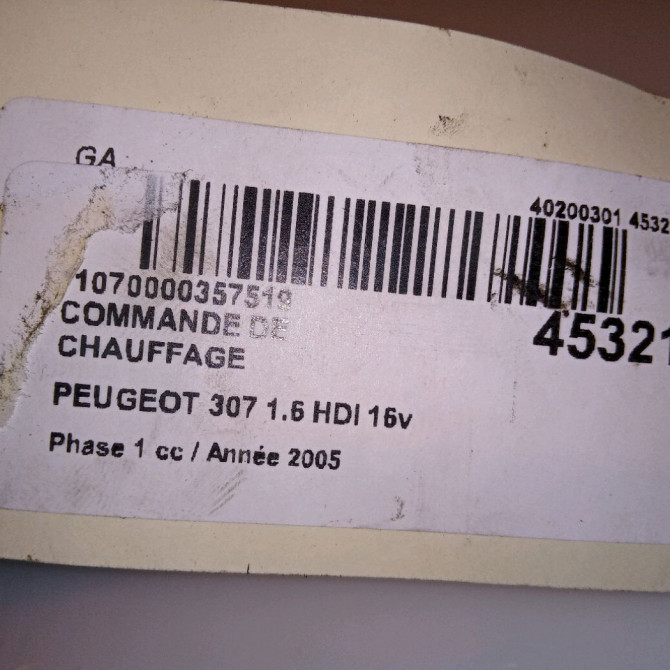 GA
40200301 4532
1070000357519
COMMANDE DE
CHAUFFAGE
45321
PEUGEOT 307 1.6 HDI 16v
Phase 1 cc / Année 2005